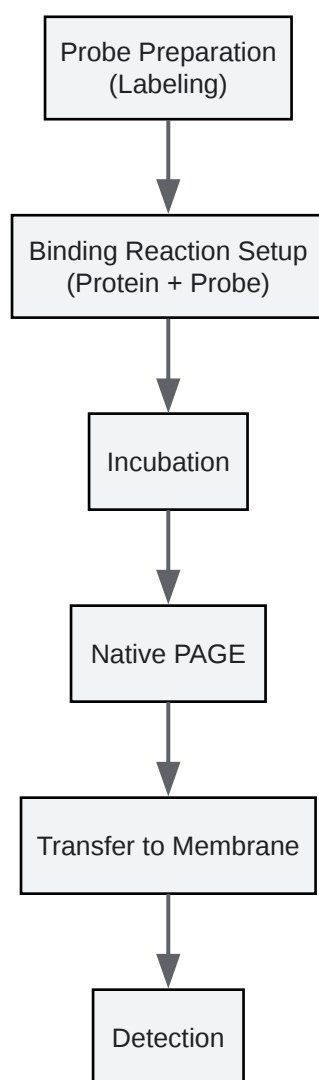 Probe Preparation
(Labeling)
Binding Reaction Setup
(Protein + Probe)
Incubation
Native PAGE
Transfer to Membrane
Detection